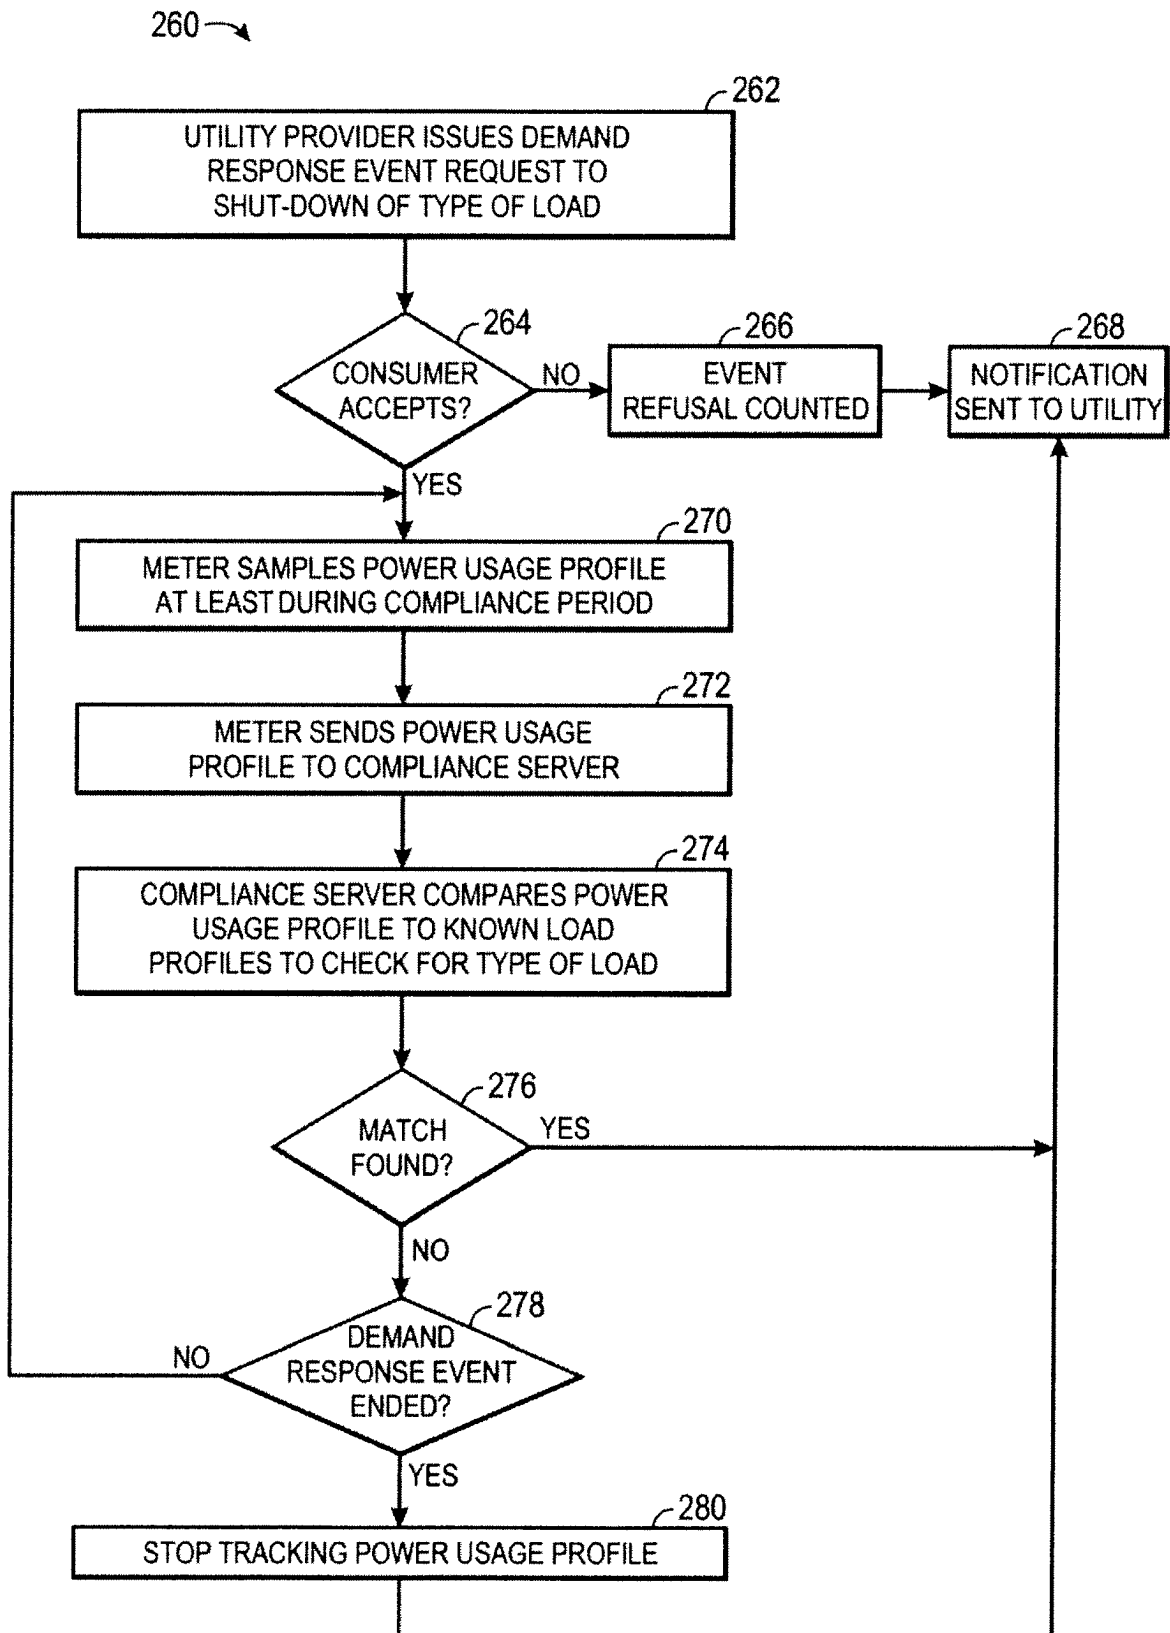 260
262
UTILITY PROVIDER ISSUES DEMAND
RESPONSE EVENT REQUEST TO
SHUT-DOWN OF TYPE OF LOAD
264
CONSUMER
ACCEPTS?
NO
266
EVENT
REFUSAL COUNTED
268
NOTIFICATION
SENT TO UTILITY
YES
270
METER SAMPLES POWER USAGE PROFILE
AT LEAST DURING COMPLIANCE PERIOD
272
METER SENDS POWER USAGE
PROFILE TO COMPLIANCE SERVER
274
COMPLIANCE SERVER COMPARES POWER
USAGE PROFILE TO KNOWN LOAD
PROFILES TO CHECK FOR TYPE OF LOAD
276
MATCH
FOUND?
YES
NO
278
DEMAND
RESPONSE EVENT
ENDED?
NO
YES
280
STOP TRACKING POWER USAGE PROFILE